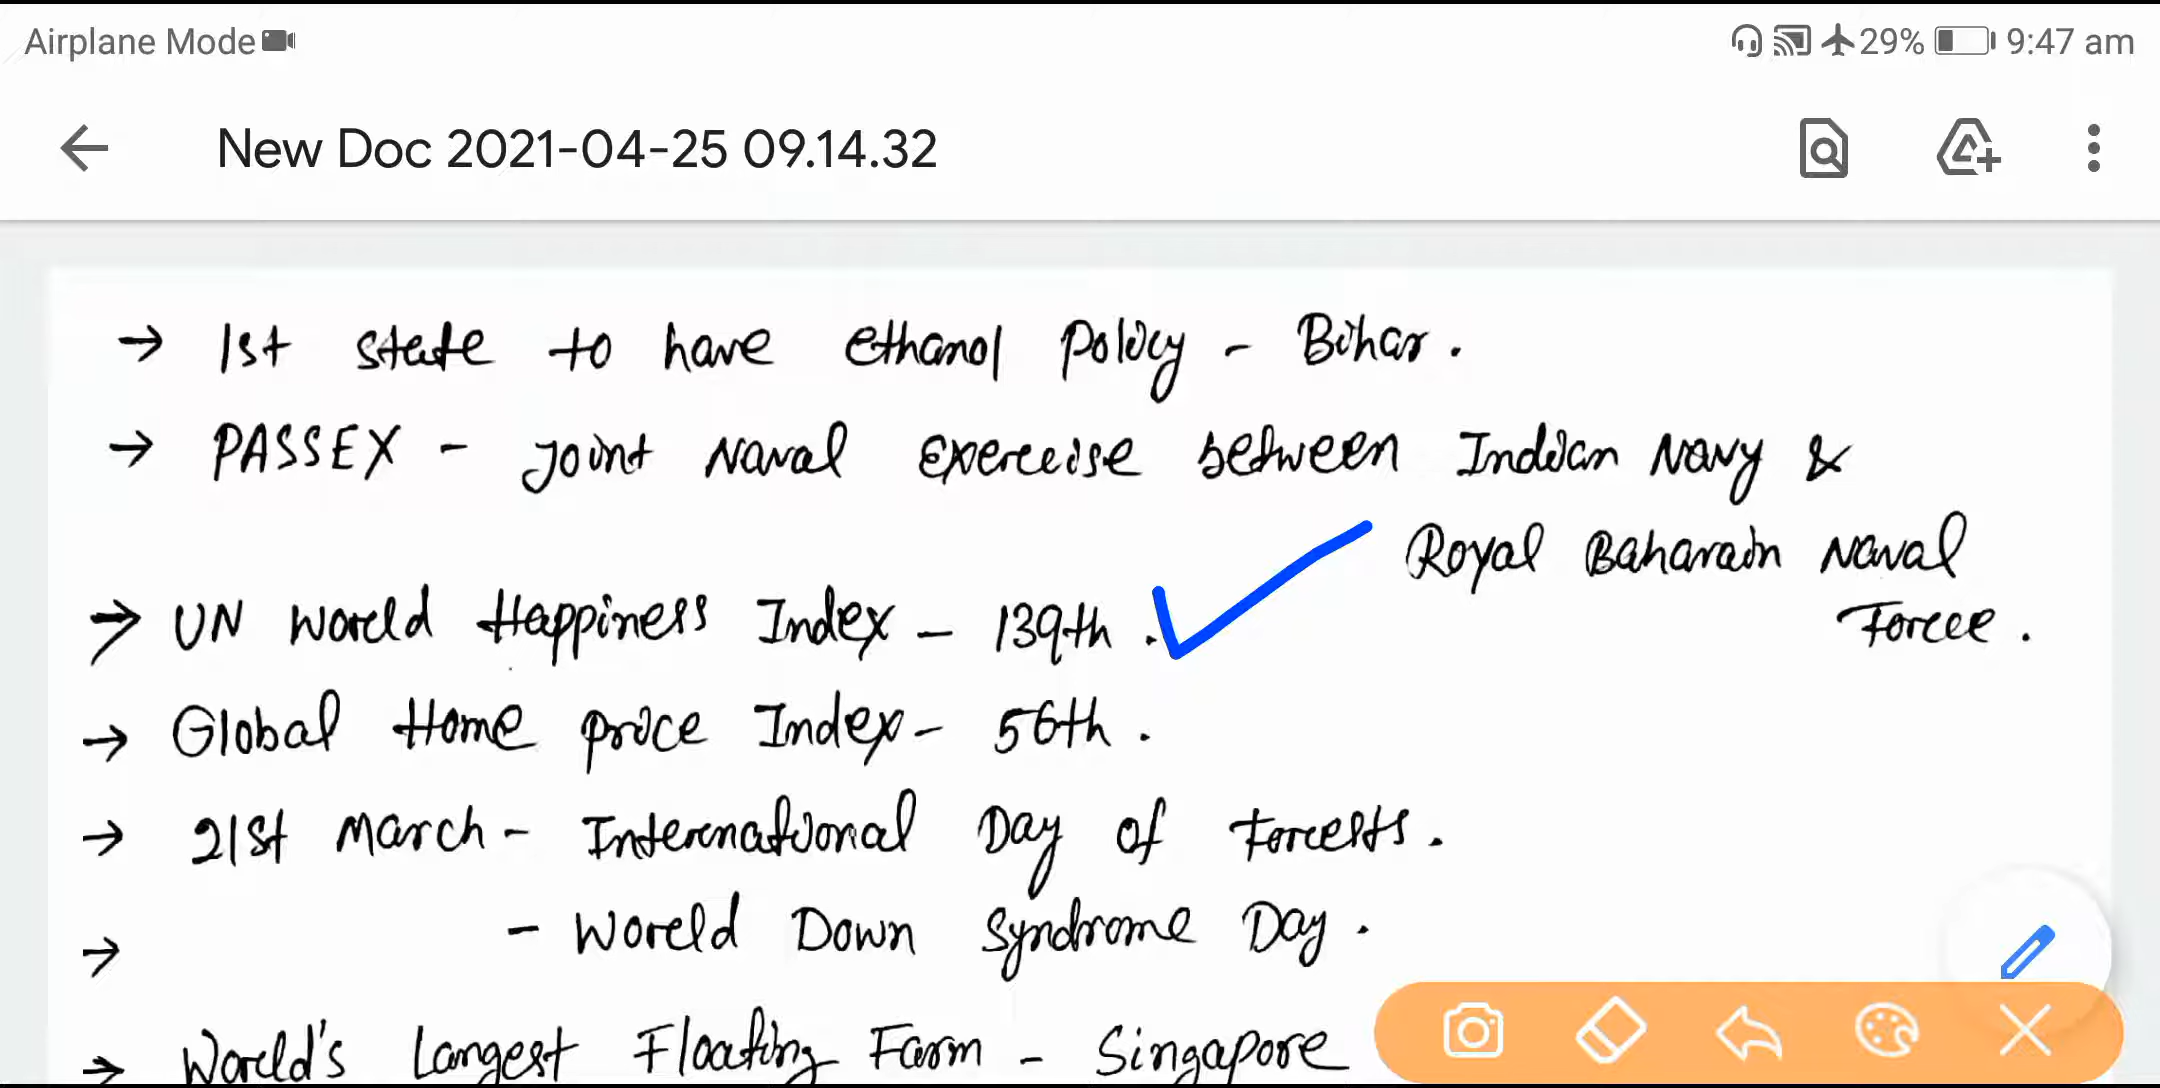 Airplane Mode
29% 9:47 am
New Doc 2021-04-25 09.14.32
→ 1st state to have ethanol policy - Bihar.
→ PASSEX - Joint Naval Exercise between Indian Navy &
Royal Baharain Naval
Force.
→ UN World Happiness Index - 139th.
→ Global Home price Index - 56th.
→ 21st March - International Day of Forests.
→ - World Down Syndrome Day.
→ World's Largest Floating Farm - Singapore